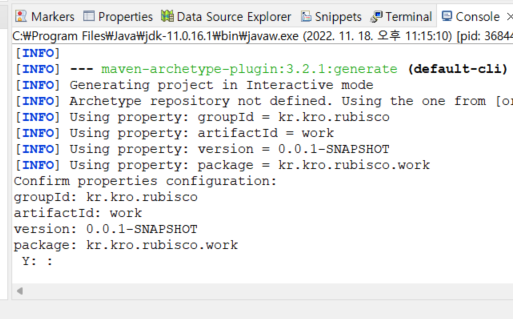 Markers Properties Data Source Explorer Snippets Terminal Console
C:₩Program Files₩Java₩jdk-11.0.16.1₩bin₩javaw.exe (2022. 11. 18. 오후 11:15:10) [pid: 36844
[INFO]
[INFO] --- maven-archetype-plugin:3.2.1:generate (default-cli)
[INFO] Generating project in Interactive mode
[INFO] Archetype repository not defined. Using the one from [o
[INFO] Using property: groupId = kr.kro.rubisco
[INFO] Using property: artifactId = work
[INFO] Using property: version = 0.0.1-SNAPSHOT
[INFO] Using property: package = kr.kro.rubisco.work
Confirm properties configuration:
groupId: kr.kro.rubisco
artifactId: work
version: 0.0.1-SNAPSHOT
package: kr.kro.rubisco.work
Y: :